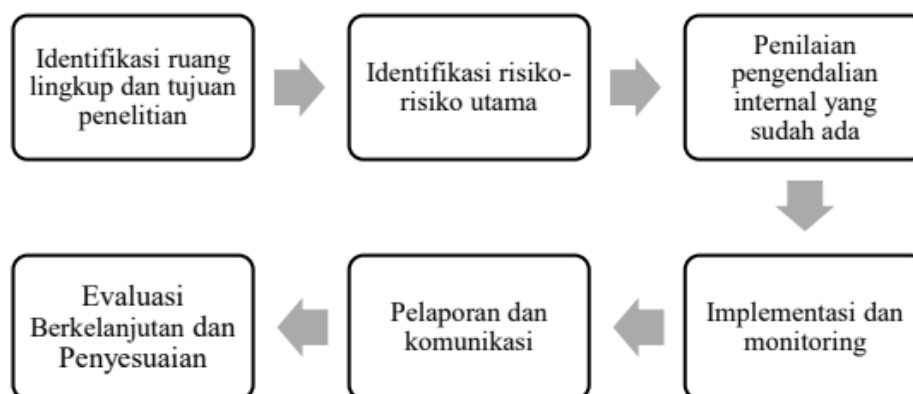 Identifikasi ruang
lingkup dan tujuan
penelitian
Identifikasi risiko-
risiko utama
Penilaian
pengendalian
internal yang
sudah ada
Implementasi dan
monitoring
Pelaporan dan
komunikasi
Evaluasi
Berkelanjutan dan
Penyesuaian